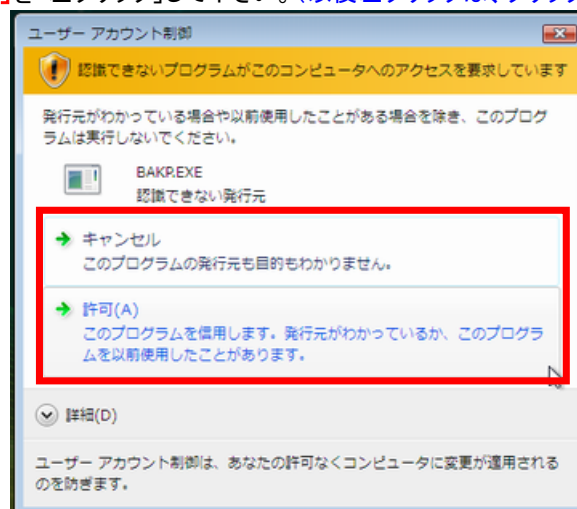 ユーザー アカウント制御
認識できないプログラムがこのコンピュータへのアクセスを要求しています
発行元がわかっている場合や以前使用したことがある場合を除き、このプログ
ラムは実行しないでください。
BAKP.EXE
認識できない発行元
キャンセル
このプログラムの発行元も目的もわかりません。
許可(A)
このプログラムを信用します。発行元がわかっているか、このプログラ
ムを以前使用したことがあります。
詳細(D)
ユーザー アカウント制御は、あなたの許可なくコンピュータに変更が適用される
のを防ぎます。